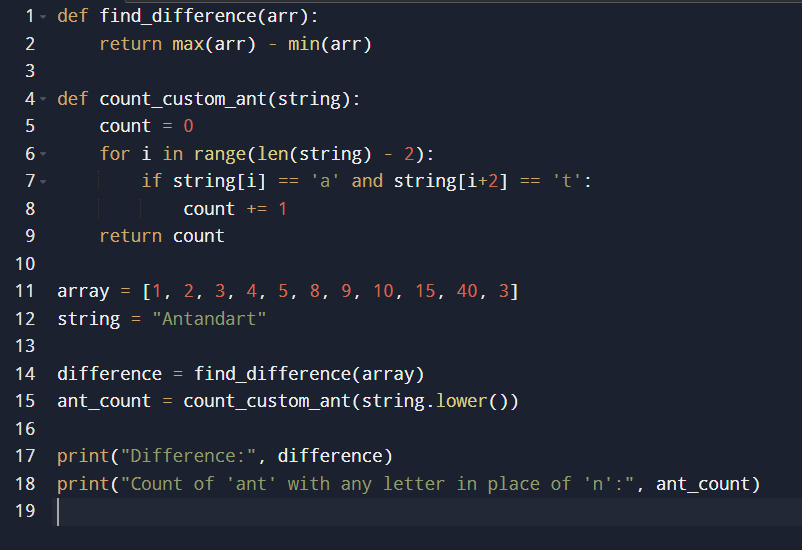 1 def find_difference(arr):
2     return max(arr) - min(arr)
3
4 def count_custom_ant(string):
5     count = 0
6     for i in range(len(string) - 2):
7         if string[i] == 'a' and string[i+2] == 't':
8             count += 1
9     return count
10
11 array = [1, 2, 3, 4, 5, 8, 9, 10, 15, 40, 3]
12 string = "Antandart"
13
14 difference = find_difference(array)
15 ant_count = count_custom_ant(string.lower())
16
17 print("Difference:", difference)
18 print("Count of 'ant' with any letter in place of 'n':", ant_count)
19